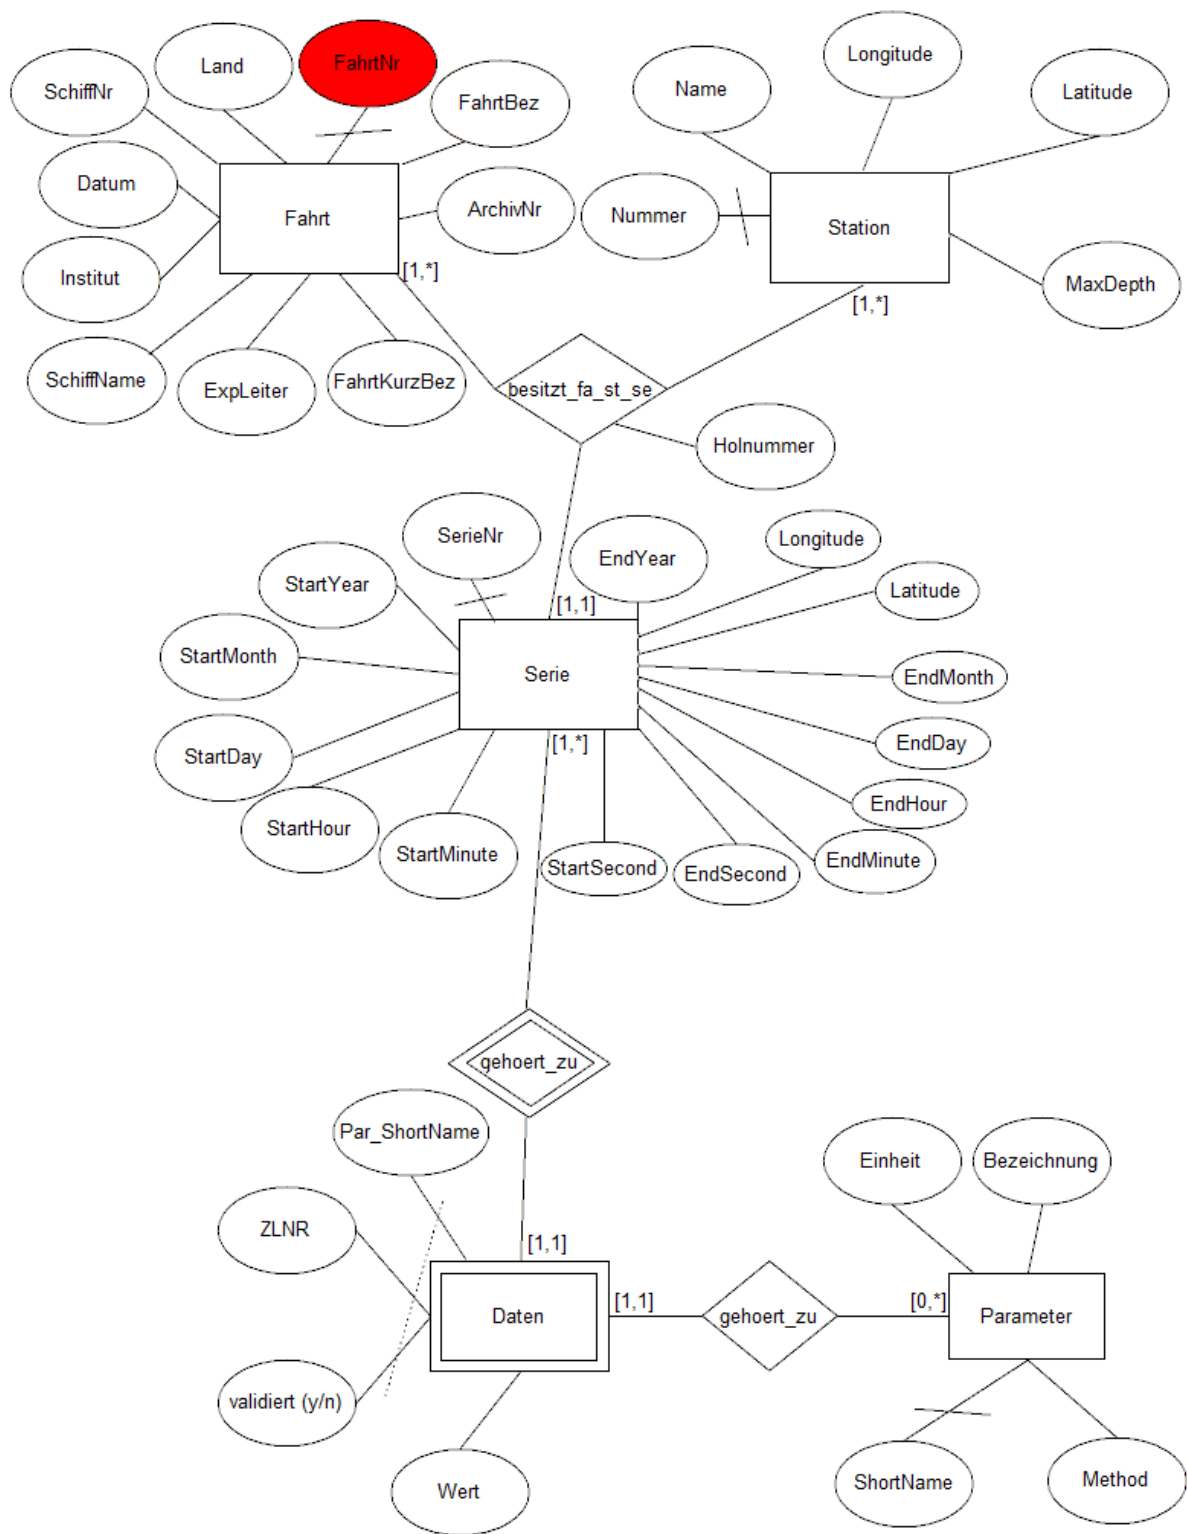 FahrtNr
Longitude
Land
SchiffNr
FahrtBez
Name
Latitude
Datum
ArchivNr
Nummer
Fahrt
Station
Institut
[1,*]
MaxDepth
[1,*]
SchiffName
ExpLeiter
FahrtKurzBez
besitzt_fa_st_se
Holnummer
SerieNr
EndYear
Longitude
StartYear
Latitude
[1,1]
StartMonth
Serie
EndMonth
StartDay
[1,*]
EndDay
EndHour
StartHour
StartMinute
StartSecond
EndSecond
EndMinute
gehoert_zu
Par_ShortName
Einheit
Bezeichnung
ZLNR
[1,1]
[1,1]
[0,*]
Daten
gehoert_zu
Parameter
validiert (y/n)
Wert
ShortName
Method